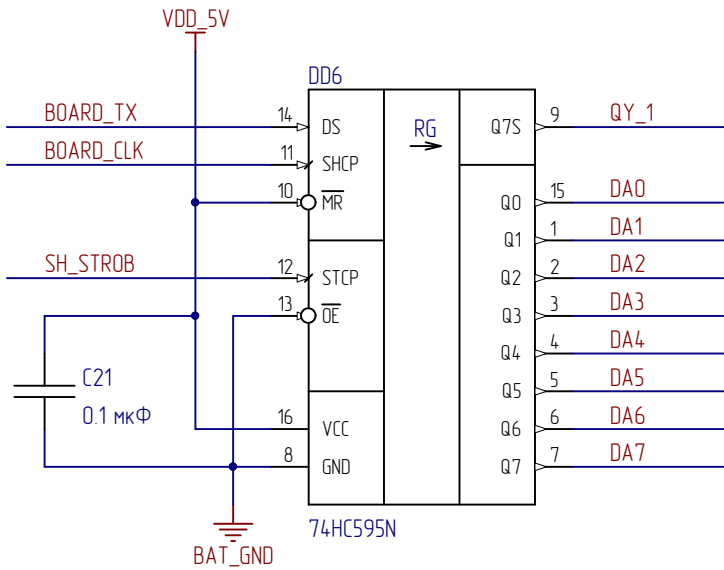 VDD_5V
DD6
BOARD_TX 14 DS RG Q7S 9 QY_1
BOARD_CLK 11 SHCP
10 MR Q0 15 DA0
Q1 1 DA1
SH_STROB 12 STCP Q2 2 DA2
13 OE Q3 3 DA3
Q4 4 DA4
C21 Q5 5 DA5
0.1 мкФ 16 VCC Q6 6 DA6
8 GND Q7 7 DA7
74HC595N
BAT_GND